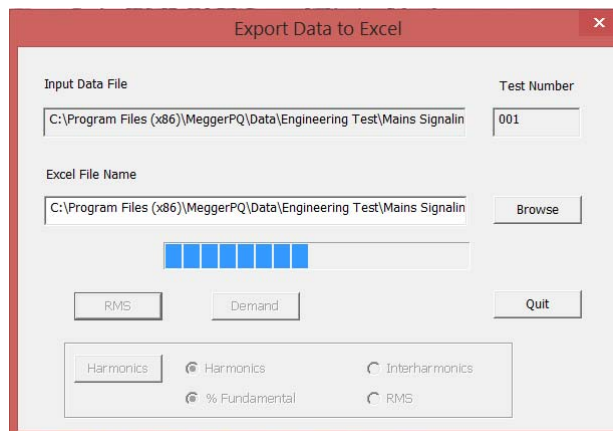 Export Data to Excel
x
Input Data File
Test Number
C:\Program Files (x86)\MeggerPQ\Data\Engineering Test\Mains Signalin
001
Excel File Name
C:\Program Files (x86)\MeggerPQ\Data\Engineering Test\Mains Signalin
Browse
RMS
Demand
Quit
Harmonics
Harmonics
Interharmonics
% Fundamental
RMS